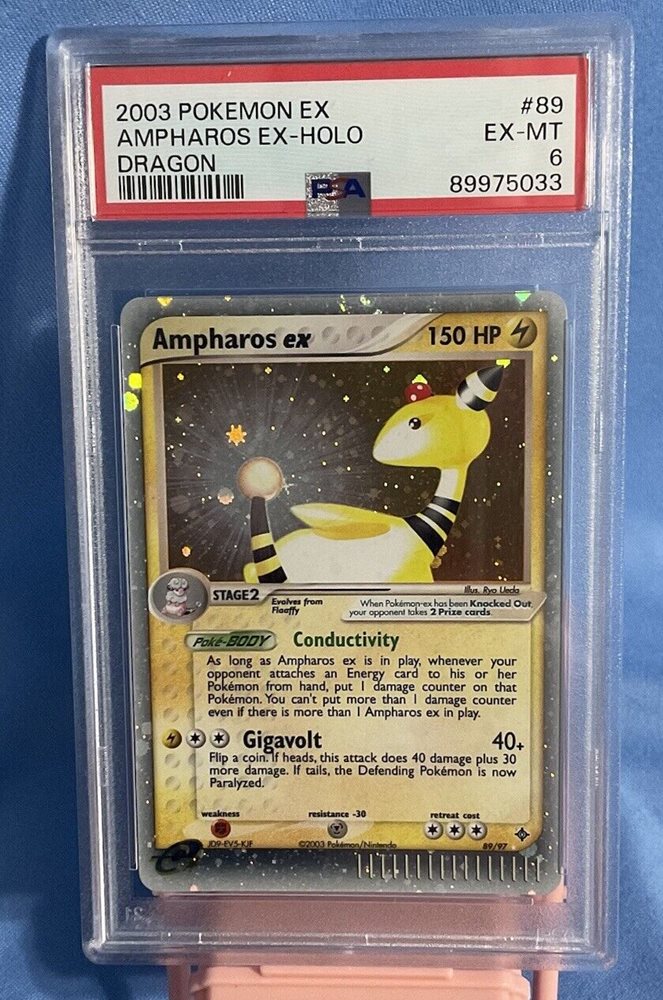 2003 POKEMON EX #89
AMPHAROS EX-HOLO EX-MT
DRAGON 6
PSA 89975033
Ampharos ex 150 HP
Illus. Ryo Ueda
STAGE2 Evolves from
Flaaffy
When Pokémon-ex has been Knocked Out,
your opponent takes 2 Prize cards.
Poké-BODY Conductivity
As long as Ampharos ex is in play, whenever your
opponent attaches an Energy card to his or her
Pokémon from hand, put 1 damage counter on that
Pokémon. You can't put more than 1 damage counter
even if there is more than 1 Ampharos ex in play.
Gigavolt 40+
Flip a coin. If heads, this attack does 40 damage plus 30
more damage. If tails, the Defending Pokémon is now
Paralyzed.
weakness resistance -30 retreat cost
JD9-EV5-KJF ©2003 Pokémon/Nintendo 89/97
e